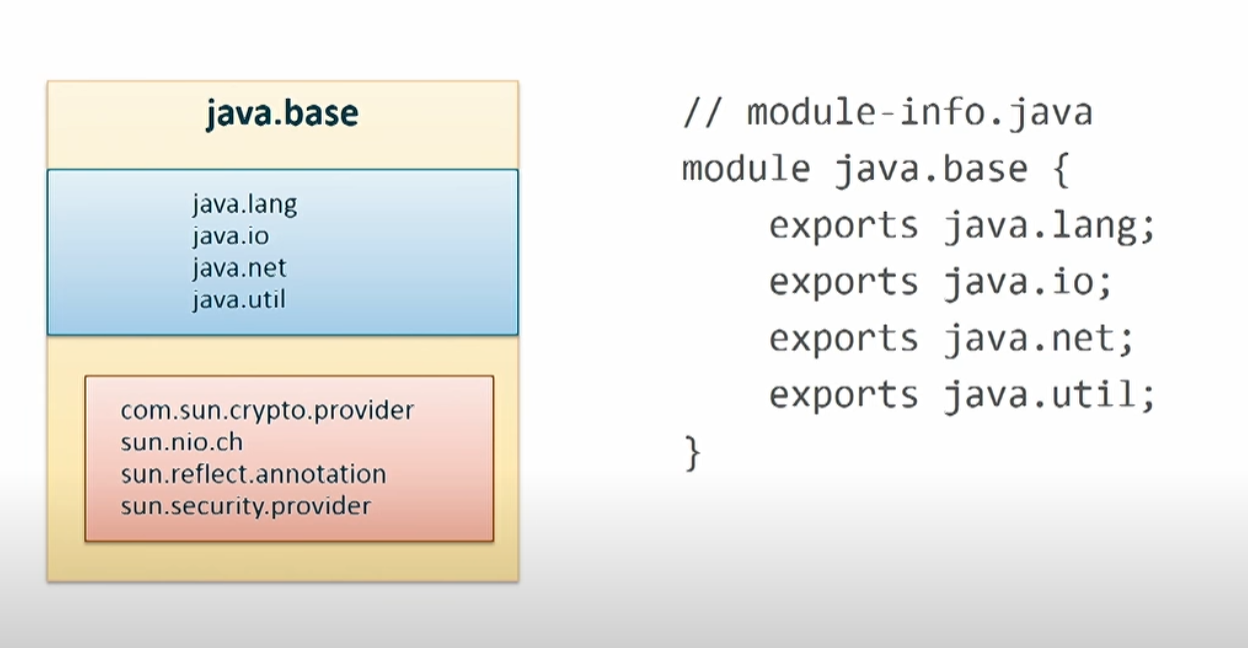 java.base
java.lang
java.io
java.net
java.util
com.sun.crypto.provider
sun.nio.ch
sun.reflect.annotation
sun.security.provider
// module-info.java
module java.base {
    exports java.lang;
    exports java.io;
    exports java.net;
    exports java.util;
}